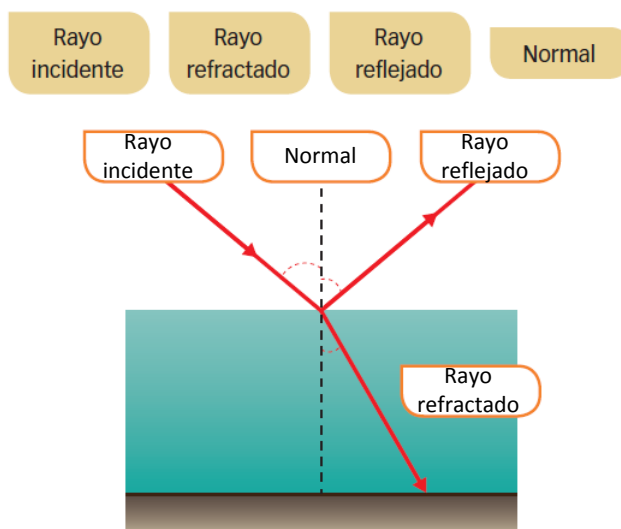 Rayo
incidente
Rayo
refractado
Rayo
reflejado
Normal
Rayo
incidente
Normal
Rayo
reflejado
Rayo
refractado